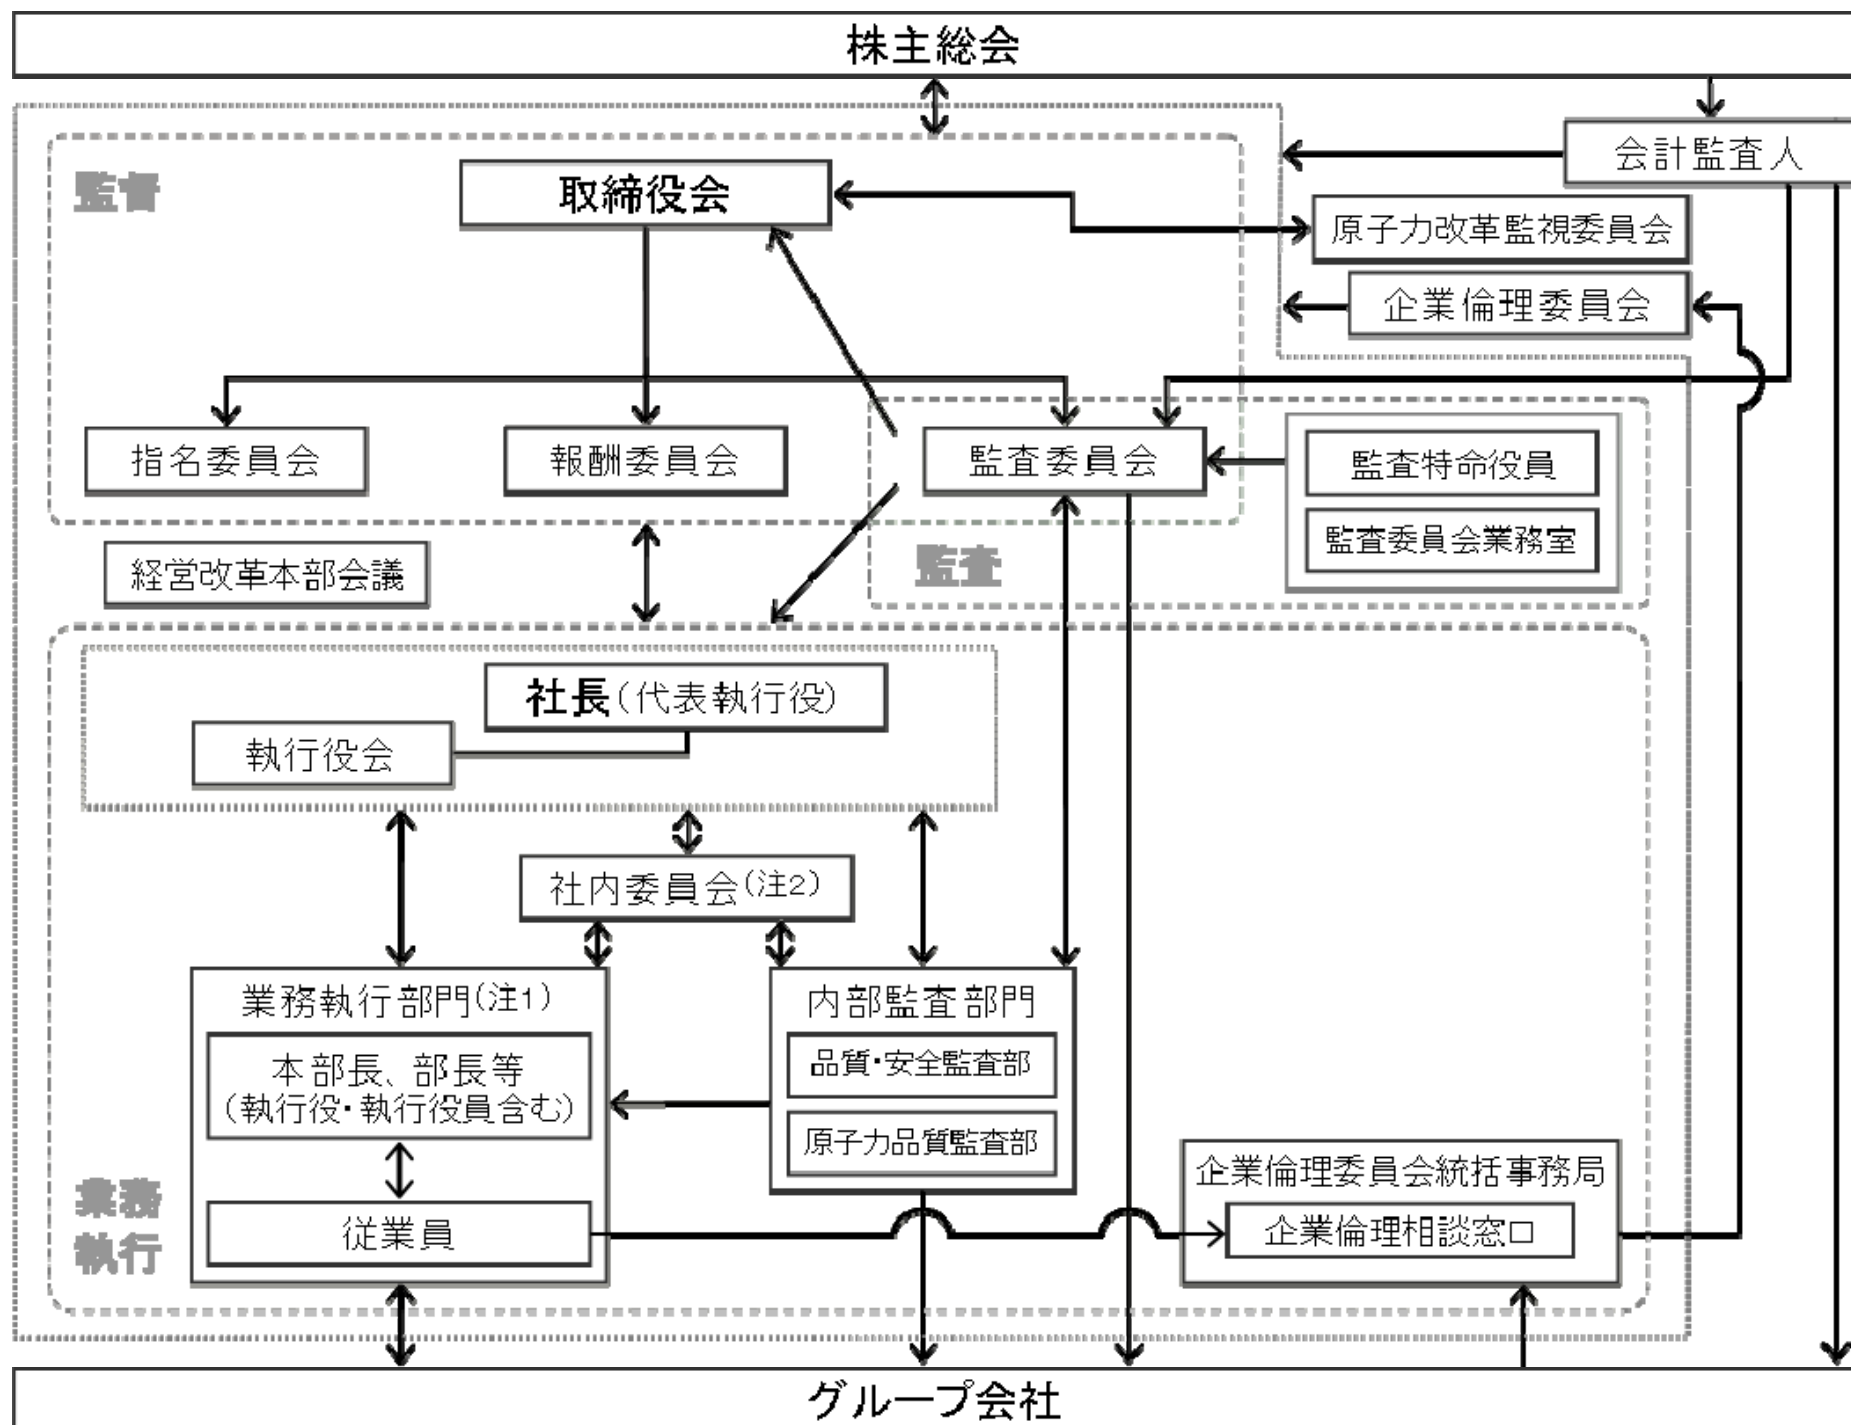 株主総会
会計監査人
監督
取締役会
原子力改革監視委員会
企業倫理委員会
指名委員会
報酬委員会
監査委員会
監査特命役員
監査委員会業務室
監査
経営改革本部会議
社長(代表執行役)
執行役会
社内委員会(注2)
業務執行部門(注1)
本部長、部長等
(執行役・執行役員含む)
従業員
内部監査部門
品質・安全監査部
原子力品質監査部
企業倫理委員会統括事務局
企業倫理相談窓口
業務
執行
グループ会社